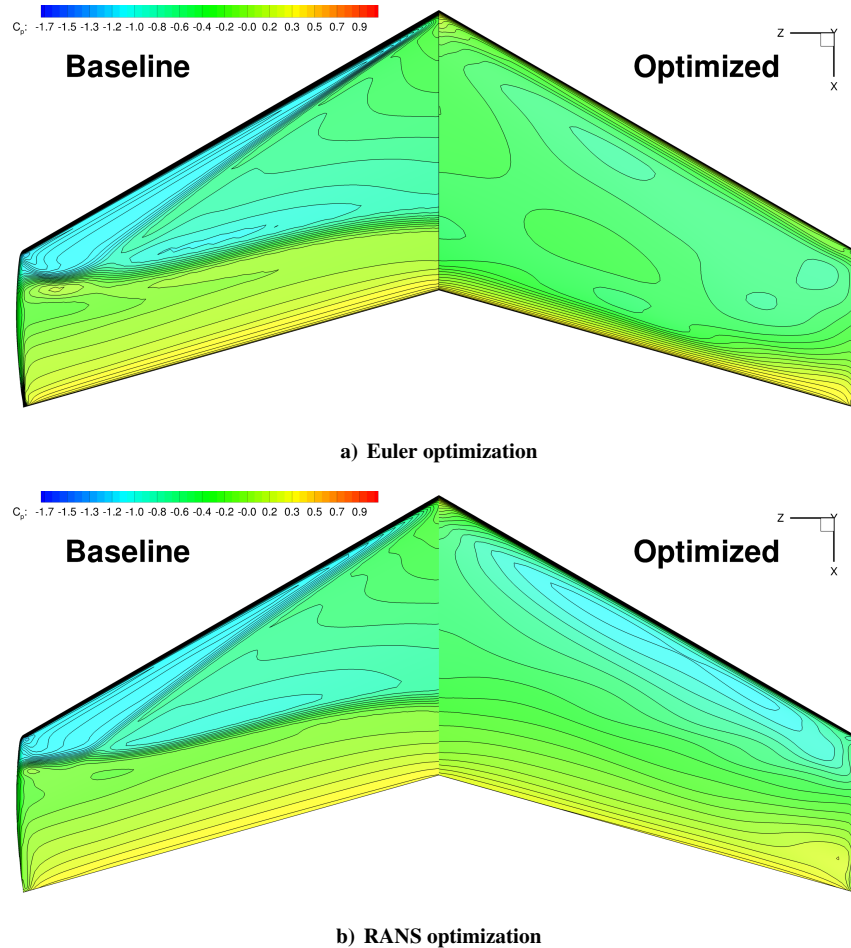 Cp: -1.7 -1.5 -1.3 -1.2 -1.0 -0.8 -0.6 -0.4 -0.2 -0.0 0.2 0.3 0.5 0.7 0.9
Baseline
Optimized
Z Y
X
a) Euler optimization
Cp: -1.7 -1.5 -1.3 -1.2 -1.0 -0.8 -0.6 -0.4 -0.2 -0.0 0.2 0.3 0.5 0.7 0.9
Baseline
Optimized
Z Y
X
b) RANS optimization